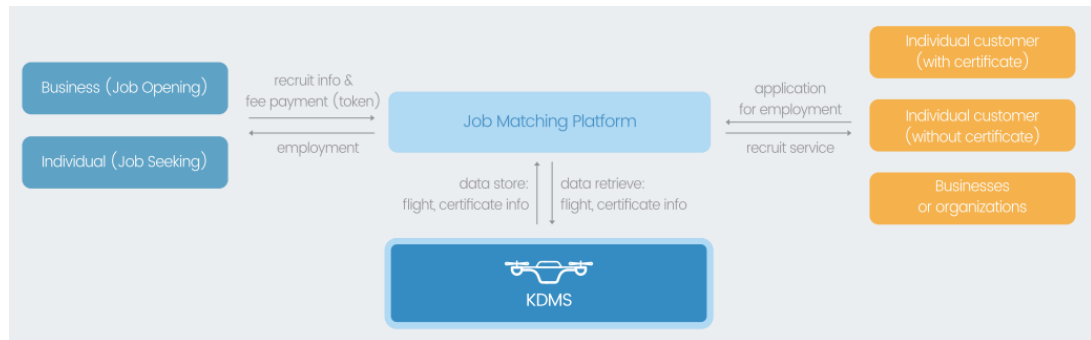 Business (Job Opening)
Individual (Job Seeking)
recruit info &
fee payment (token)
employment
Job Matching Platform
application
for employment
recruit service
Individual customer
(with certificate)
Individual customer
(without certificate)
Businesses
or organizations
data store:
flight, certificate info
data retrieve:
flight, certificate info
KDMS